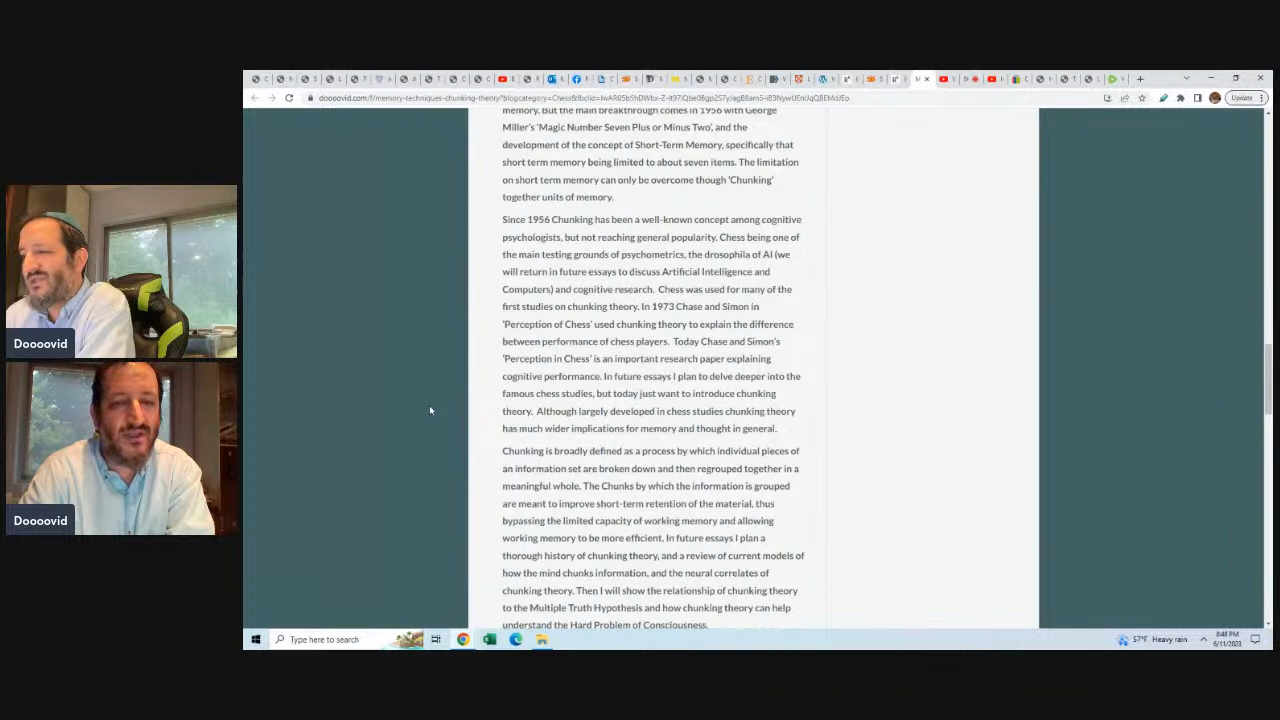 doooovid.com/f/memory-techniques-chunking-theory?blogcategory=Chess&fbclid=
Update
memory. But the main breakthrough comes in 1956 with George
Miller's 'Magic Number Seven Plus or Minus Two', and the
development of the concept of Short-Term Memory, specifically that
short term memory being limited to about seven items. The limitation
on short term memory can only be overcome though 'Chunking'
together units of memory.
Since 1956 Chunking has been a well-known concept among cognitive
psychologists, but not reaching general popularity. Chess being one of
the main testing grounds of psychometrics, the drosophila of AI (we
will return in future essays to discuss Artificial Intelligence and
Computers) and cognitive research. Chess was used for many of the
first studies on chunking theory. In 1973 Chase and Simon in
'Perception of Chess' used chunking theory to explain the difference
between performance of chess players. Today Chase and Simon's
'Perception in Chess' is an important research paper explaining
cognitive performance. In future essays I plan to delve deeper into the
famous chess studies, but today just want to introduce chunking
theory. Although largely developed in chess studies chunking theory
has much wider implications for memory and thought in general.
Chunking is broadly defined as a process by which individual pieces of
an information set are broken down and then regrouped together in a
meaningful whole. The Chunks by which the information is grouped
are meant to improve short-term retention of the material, thus
bypassing the limited capacity of working memory and allowing
working memory to be more efficient. In future essays I plan a
thorough history of chunking theory, and a review of current models of
how the mind chunks information, and the neural correlates of
chunking theory. Then I will show the relationship of chunking theory
to the Multiple Truth Hypothesis and how chunking theory can help
understand the Hard Problem of Consciousness.
Doooovid
Doooovid
Type here to search
57°F Heavy rain
8:48 PM
6/11/2023